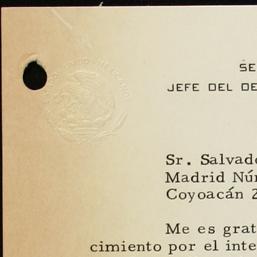 SE
JEFE DEL DE
Sr. Salvado
Madrid Núm
Coyoacán 2
Me es grat
cimiento por el inte